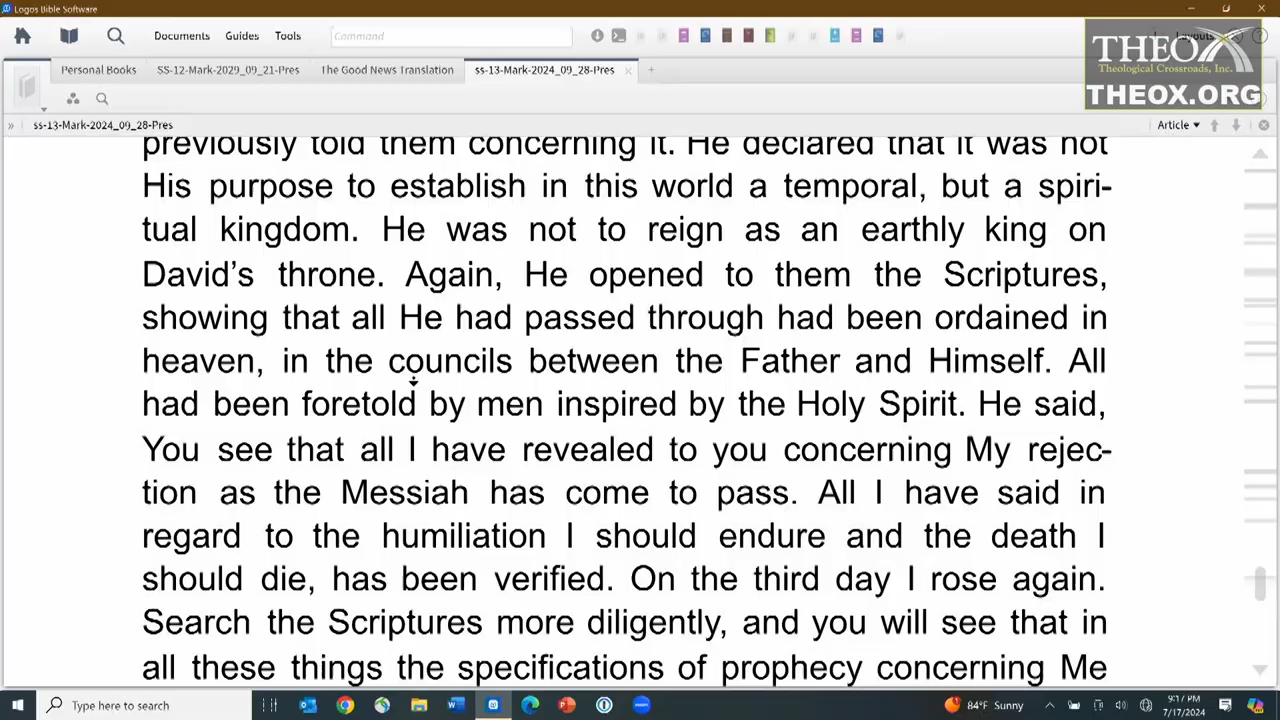 Logos Bible Software
Documents Guides Tools Command Layouts
THEOX
Theological Crossroads, Inc.
THEOX.ORG
Personal Books SS-12-Mark-2029_09_21-Pres The Good News Translation ss-13-Mark-2024_09_28-Pres
ss-13-Mark-2024_09_28-Pres Article
previously told them concerning it. He declared that it was not
His purpose to establish in this world a temporal, but a spiri-
tual kingdom. He was not to reign as an earthly king on
David’s throne. Again, He opened to them the Scriptures,
showing that all He had passed through had been ordained in
heaven, in the councils between the Father and Himself. All
had been foretold by men inspired by the Holy Spirit. He said,
You see that all I have revealed to you concerning My rejec-
tion as the Messiah has come to pass. All I have said in
regard to the humiliation I should endure and the death I
should die, has been verified. On the third day I rose again.
Search the Scriptures more diligently, and you will see that in
all these things the specifications of prophecy concerning Me
Type here to search 84°F Sunny 9:17 PM
7/17/2024